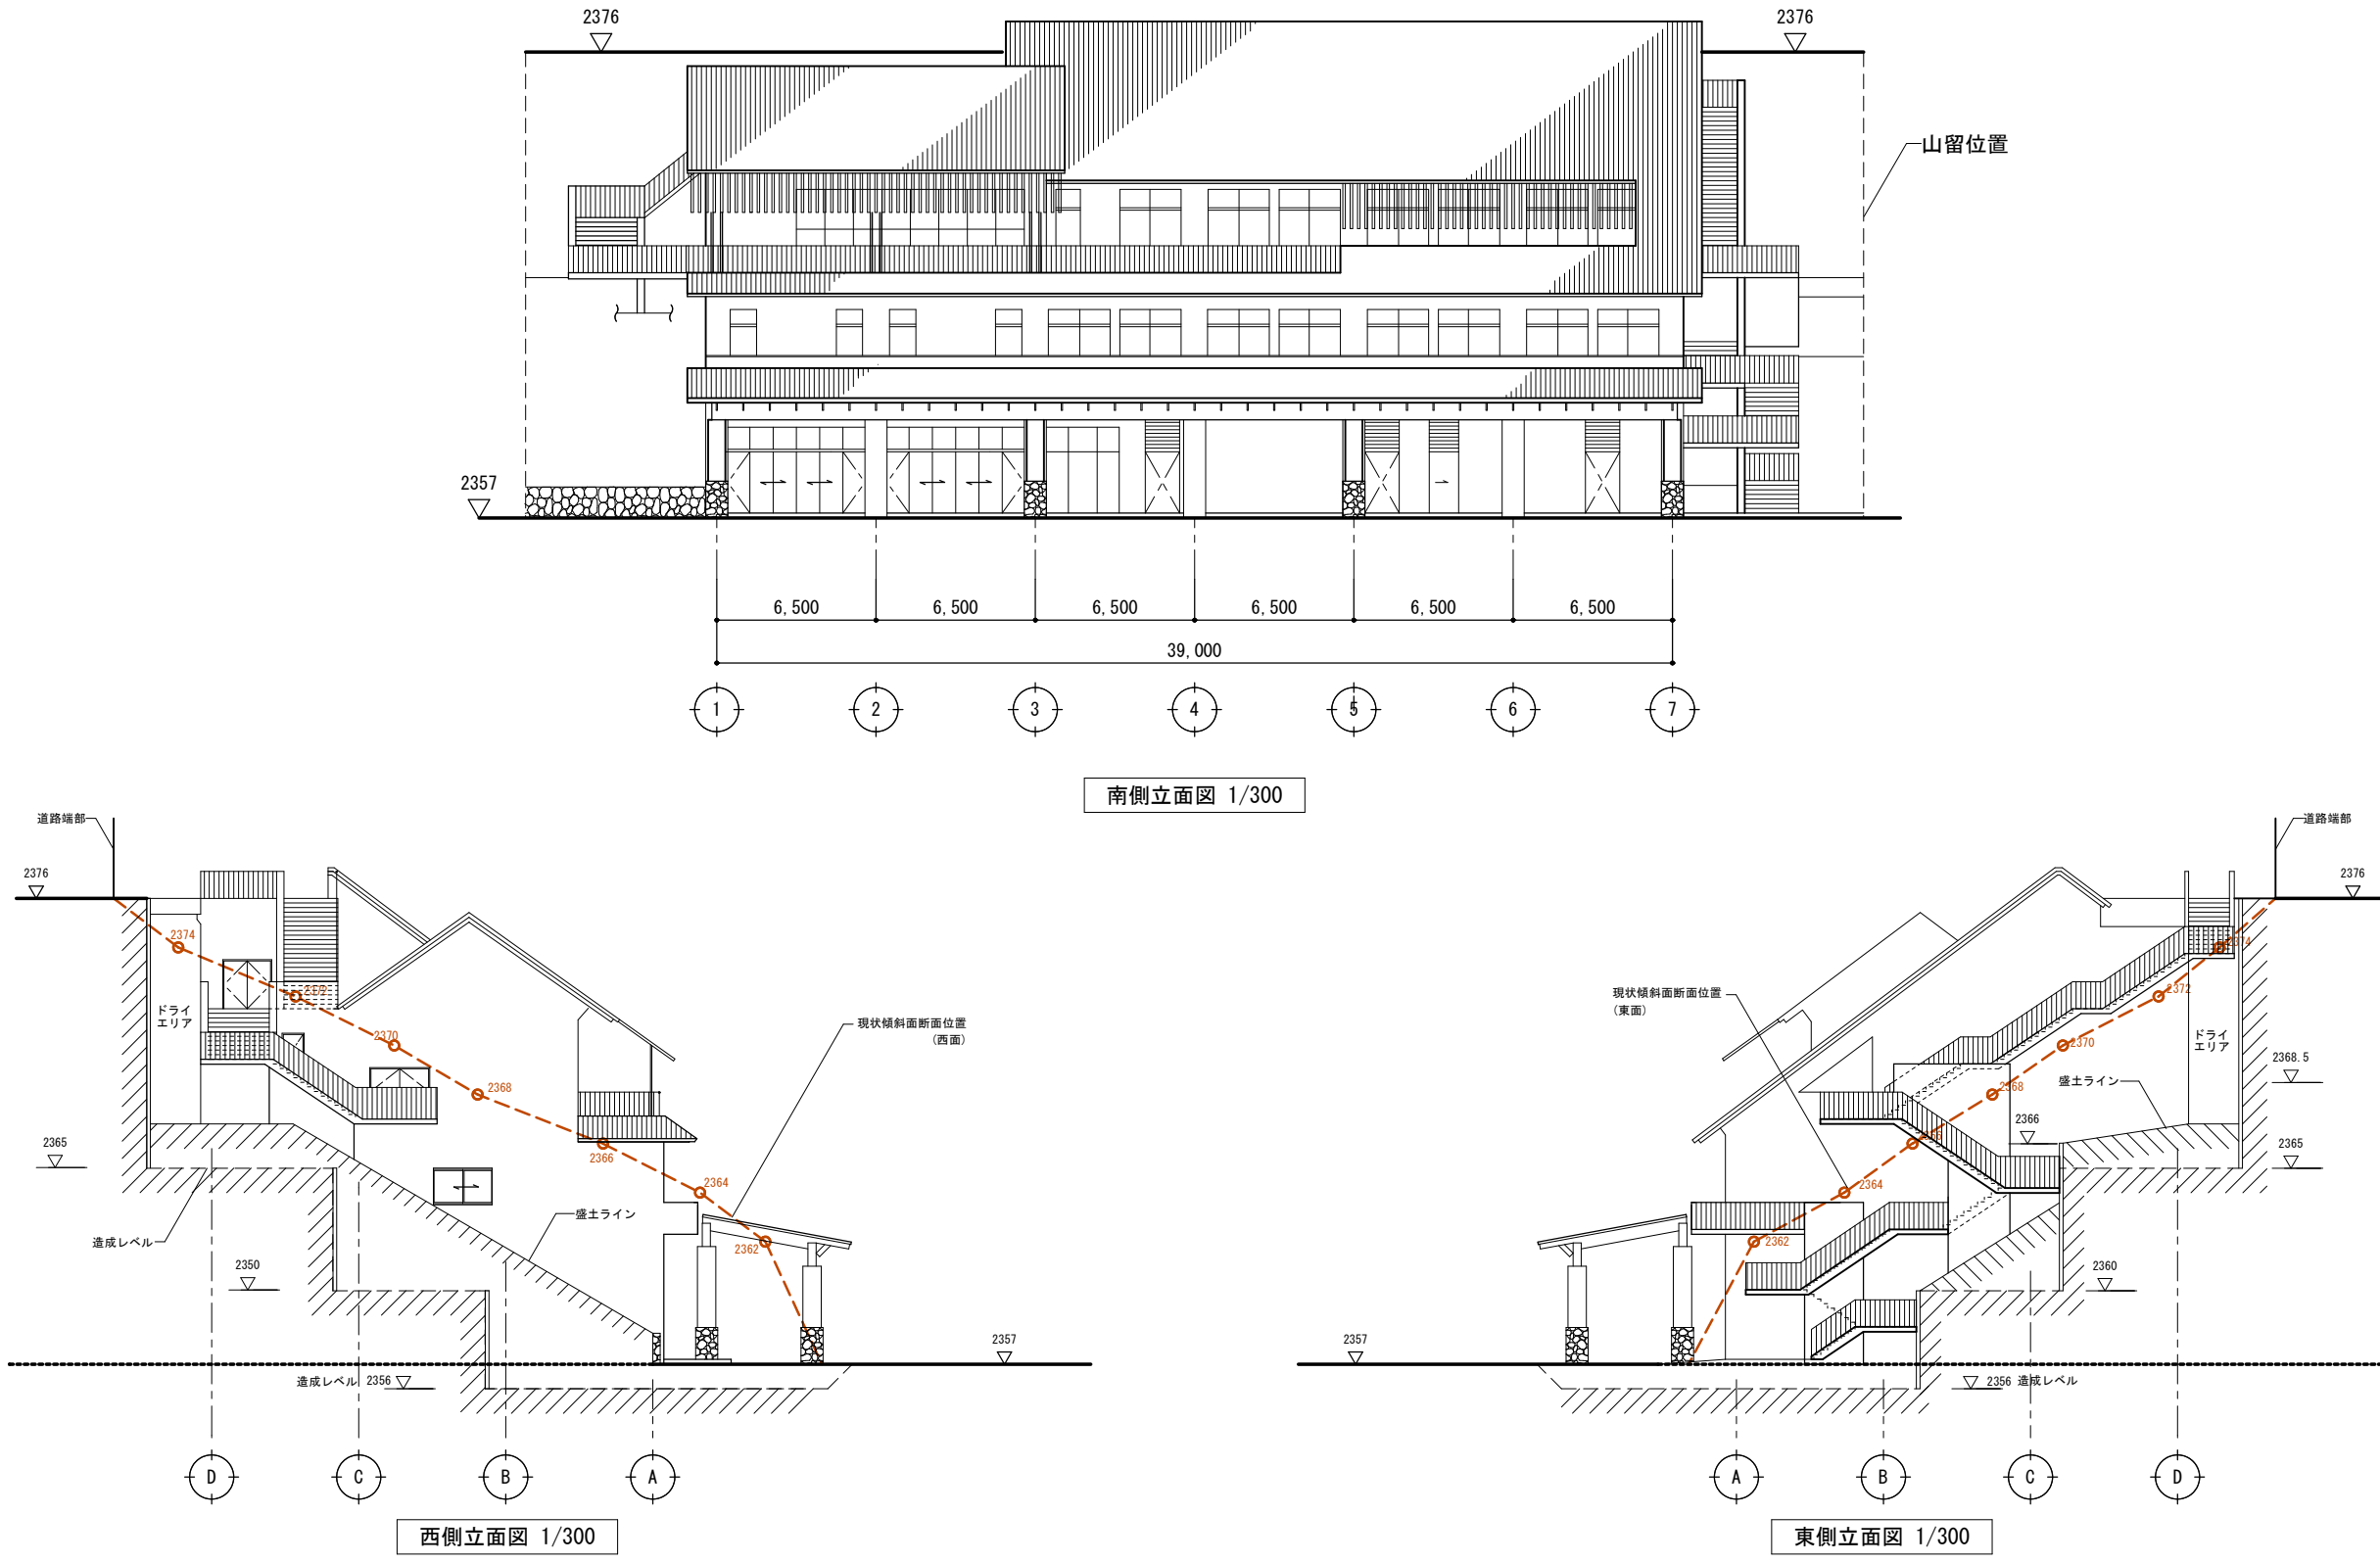 2376
2376
山留位置
2357
6,500
6,500
6,500
6,500
6,500
6,500
39,000
1
2
3
4
5
6
7
南側立面図 1/300
道路端部
2376
2374
2372
ドライ
エリア
2370
2368
現状傾斜面断面位置
(西面)
2365
2366
2364
盛土ライン
造成レベル
2362
2350
2357
造成レベル 2356
D
C
B
A
西側立面図 1/300
道路端部
2376
2374
現状傾斜面断面位置
(東面)
2372
ドライ
エリア
2370
2368.5
盛土ライン
2368
2366
2366
2365
2364
2362
2360
2357
2356 造成レベル
A
B
C
D
東側立面図 1/300